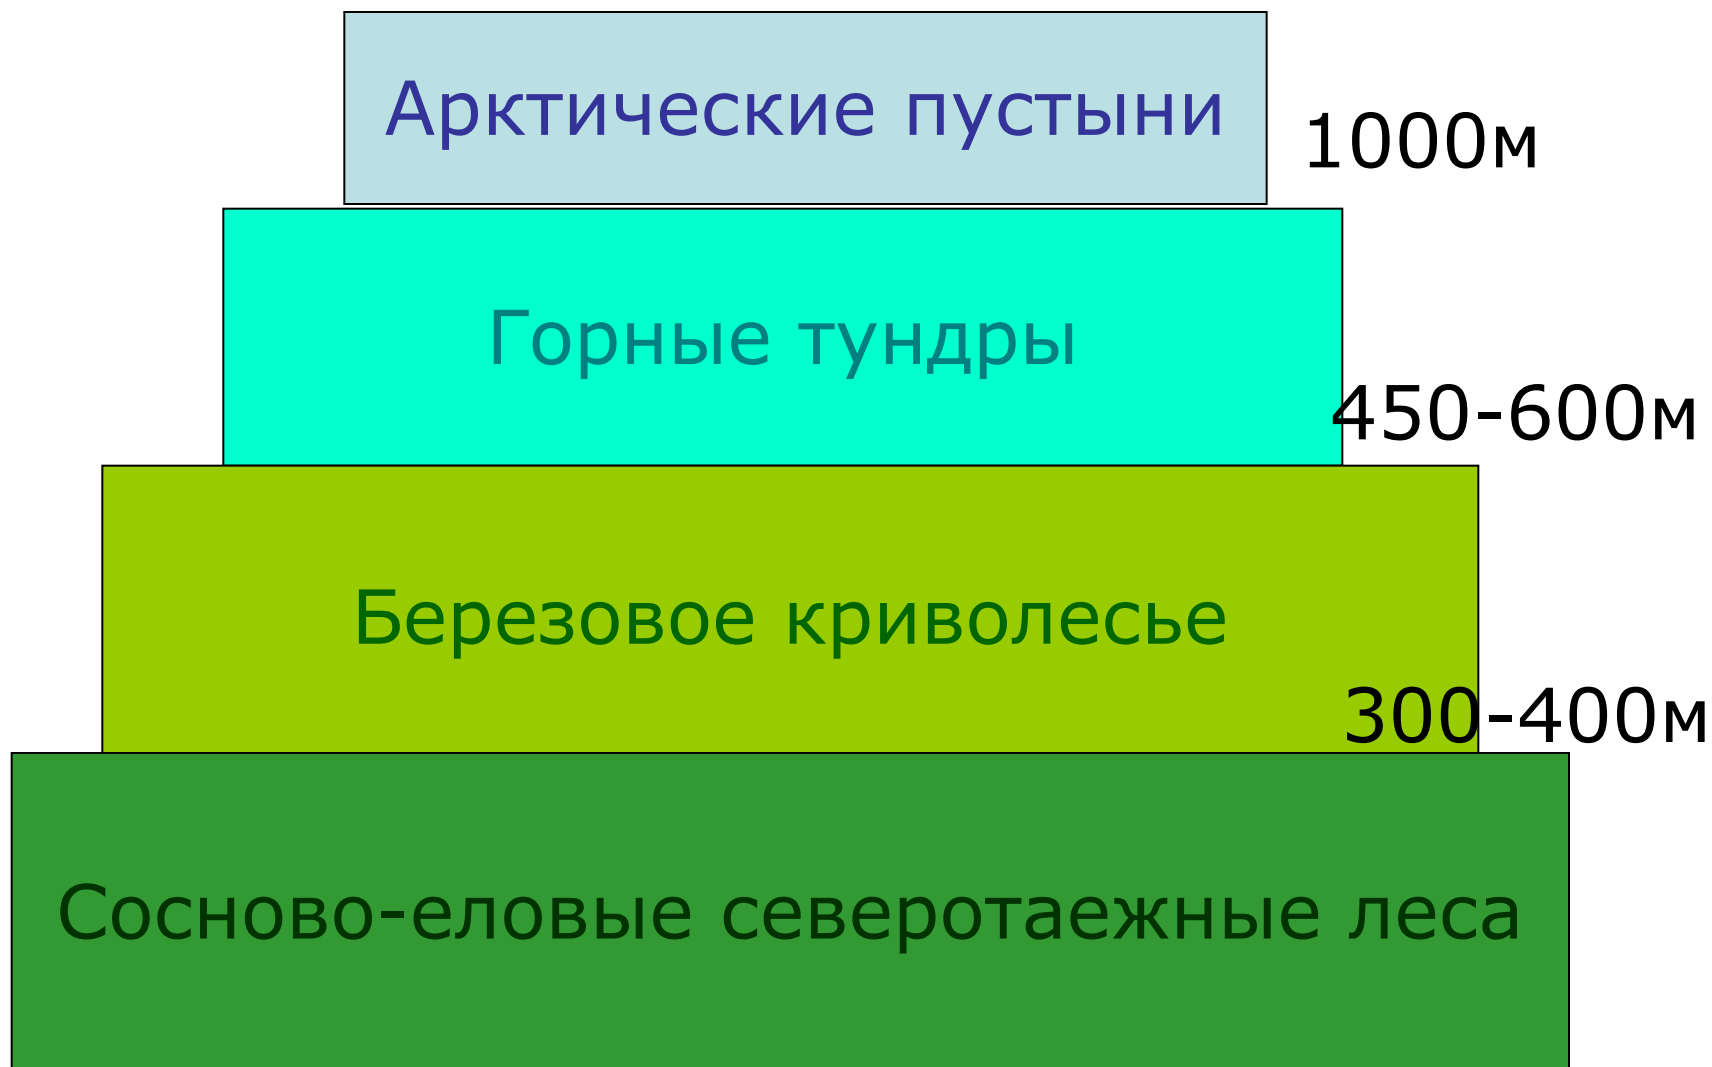 Арктические пустыни
1000м
Горные тундры
450-600м
Березовое криволесье
300-400м
Сосново-еловые северотаежные леса